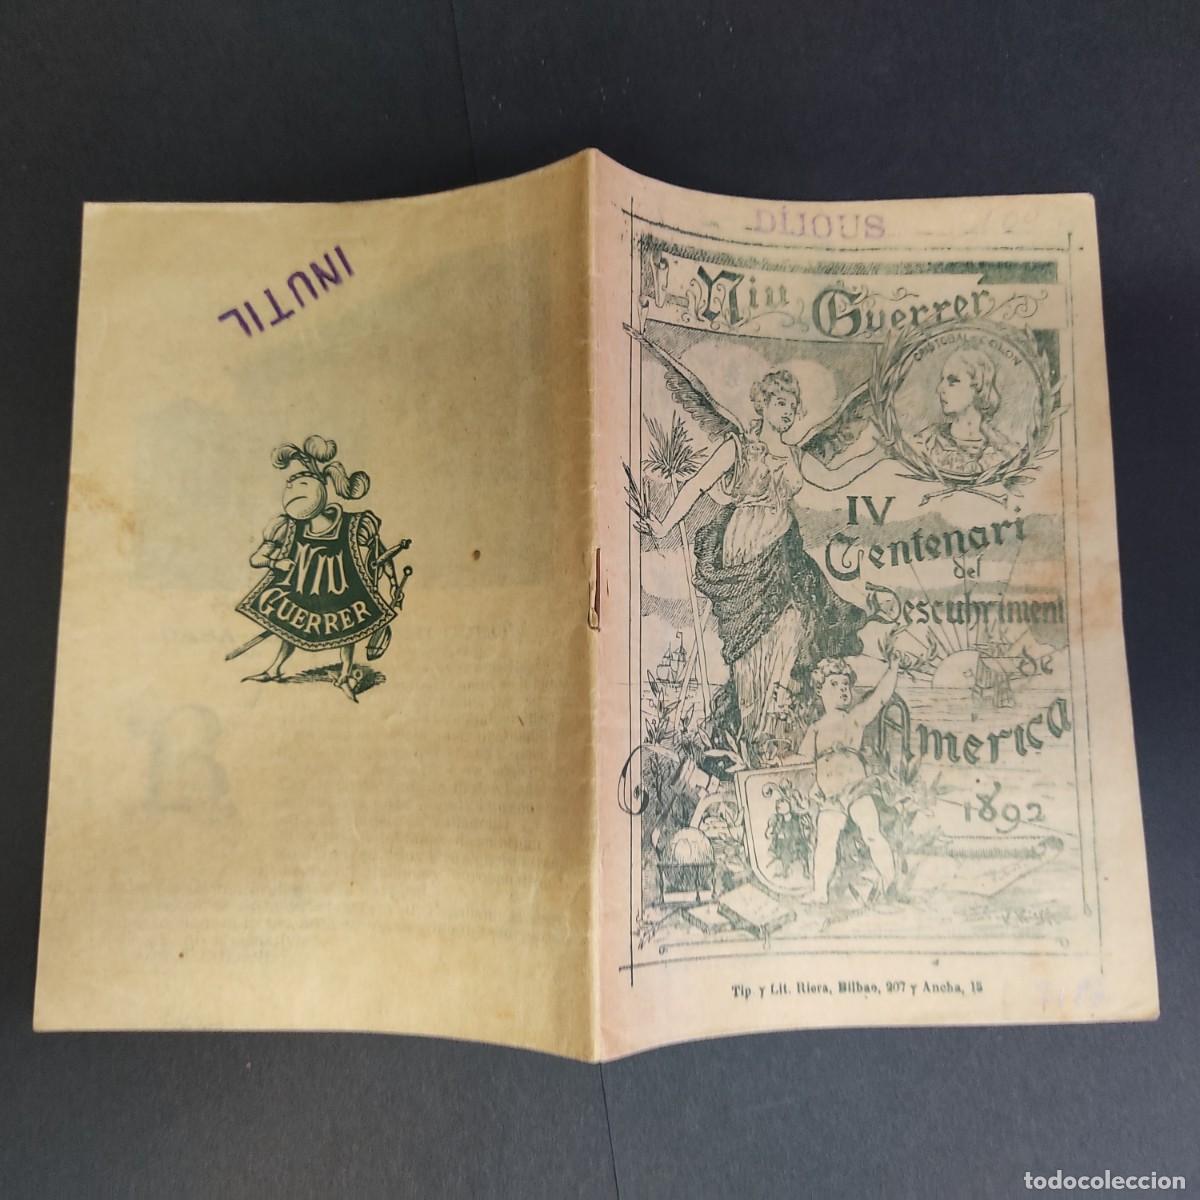 INUTIL
NIU
GUERRER
DIJOUS
Niu Guerrer
CRISTOBAL COLON
IV
Centenari
del
Descubriment
de
América
1892
Tip. y Lit. Riera, Bilbao, 207 y Ancha, 15
todocoleccion